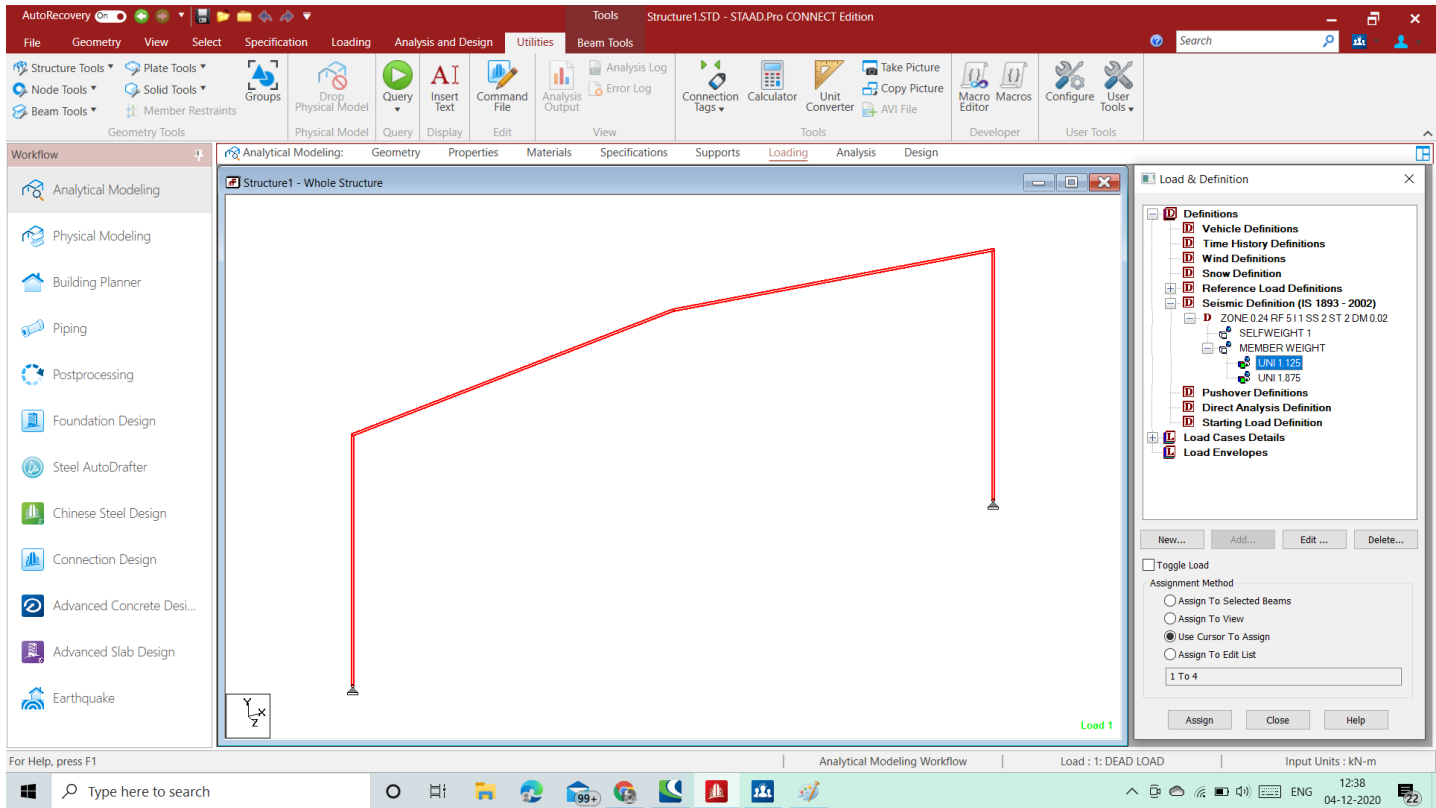 AutoRecovery On
Tools Structure1.STD - STAAD.Pro CONNECT Edition
File Geometry View Select Specification Loading Analysis and Design Utilities Beam Tools Search
Structure Tools Plate Tools
Node Tools Solid Tools
Beam Tools Member Restraints
Geometry Tools
Groups
Drop Physical Model
Physical Model
Query
Query
Insert Text
Display
Command File
Edit
Analysis Output
Analysis Log
Error Log
View
Connection Tags
Calculator
Unit Converter
Take Picture
Copy Picture
AVI File
Tools
Macro Editor
Macros
Developer
Configure
User Tools
User Tools
Workflow
Analytical Modeling: Geometry Properties Materials Specifications Supports Loading Analysis Design
Analytical Modeling
Physical Modeling
Building Planner
Piping
Postprocessing
Foundation Design
Steel AutoDrafter
Chinese Steel Design
Connection Design
Advanced Concrete Desi...
Advanced Slab Design
Earthquake
Structure1 - Whole Structure
Y
X
Z
Load 1
Load & Definition
Definitions
Vehicle Definitions
Time History Definitions
Wind Definitions
Snow Definition
Reference Load Definitions
Seismic Definition (IS 1893 - 2002)
ZONE 0.24 RF 5 I 1 SS 2 ST 2 DM 0.02
SELFWEIGHT 1
MEMBER WEIGHT
UNI 1.125
UNI 1.875
Pushover Definitions
Direct Analysis Definition
Starting Load Definition
Load Cases Details
Load Envelopes
New... Add... Edit ... Delete...
Toggle Load
Assignment Method
Assign To Selected Beams
Assign To View
Use Cursor To Assign
Assign To Edit List
1 To 4
Assign Close Help
For Help, press F1
Analytical Modeling Workflow
Load : 1: DEAD LOAD
Input Units : kN-m
Type here to search
99+
ENG
12:38
04-12-2020
22